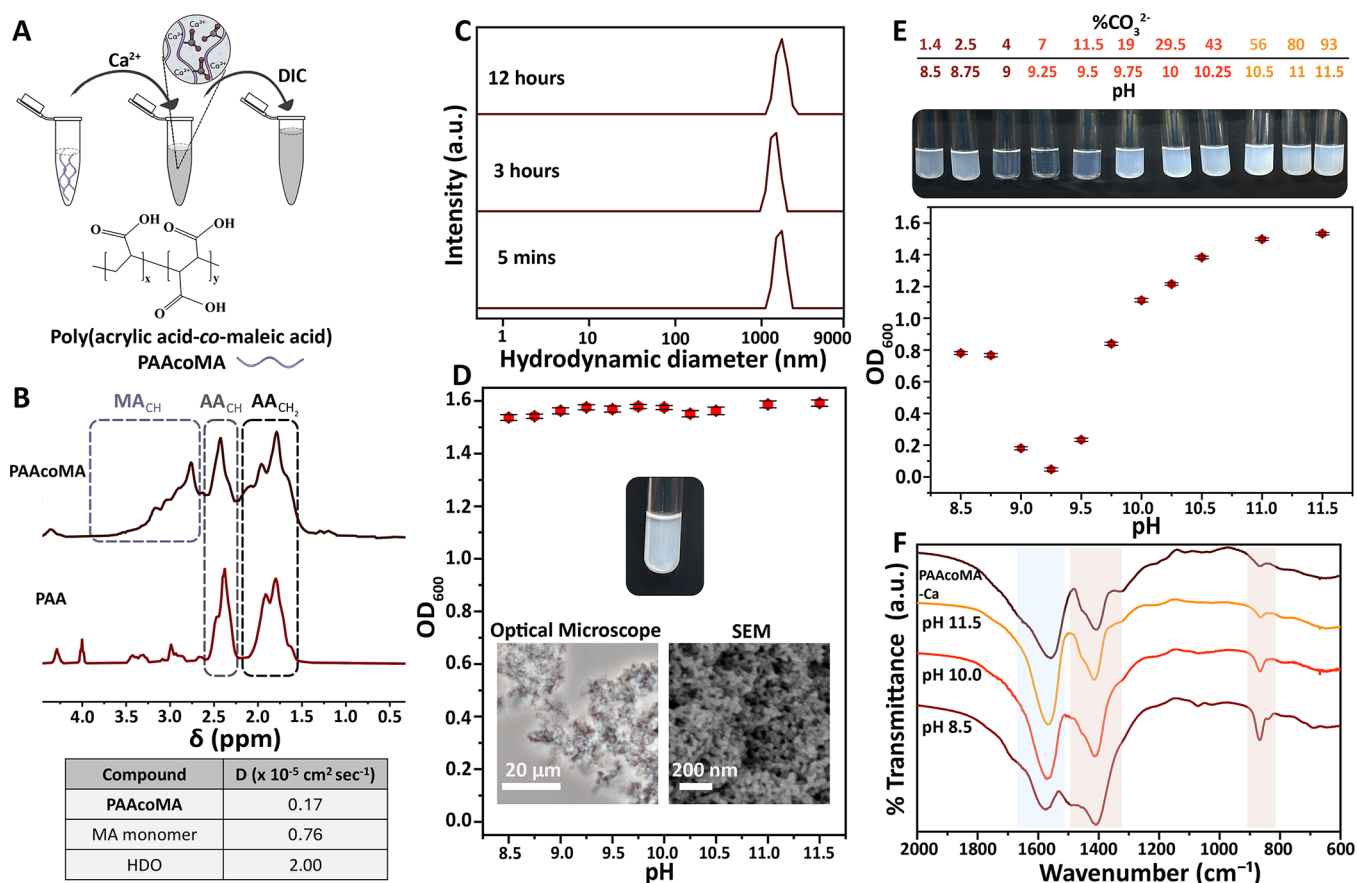 A
Ca²⁺
Ca²⁺
Ca²⁺
Ca²⁺
Ca²⁺
DIC
OH
O
O
OH
x
y
O
OH
Poly(acrylic acid-co-maleic acid)
PAAcoMA
B
MA_CH
AA_CH
AA_CH₂
PAAcoMA
PAA
4.0 3.5 3.0 2.5 2.0 1.5 1.0 0.5
δ (ppm)
Compound D (x 10⁻⁵ cm² sec⁻¹)
PAAcoMA 0.17
MA monomer 0.76
HDO 2.00
C
Intensity (a.u.)
12 hours
3 hours
5 mins
1 10 100 1000 9000
Hydrodynamic diameter (nm)
D
OD₆₀₀
1.6
1.4
1.2
1.0
0.8
0.6
0.4
0.2
0.0
Optical Microscope
SEM
20 µm
200 nm
8.5 9.0 9.5 10.0 10.5 11.0 11.5
pH
E
%CO₃²⁻
1.4 2.5 4 7 11.5 19 29.5 43 56 80 93
8.5 8.75 9 9.25 9.5 9.75 10 10.25 10.5 11 11.5
pH
OD₆₀₀
1.6
1.4
1.2
1.0
0.8
0.6
0.4
0.2
0.0
8.5 9.0 9.5 10.0 10.5 11.0 11.5
pH
F
% Transmittance (a.u.)
PAAcoMA
-Ca
pH 11.5
pH 10.0
pH 8.5
2000 1800 1600 1400 1200 1000 800 600
Wavenumber (cm⁻¹)